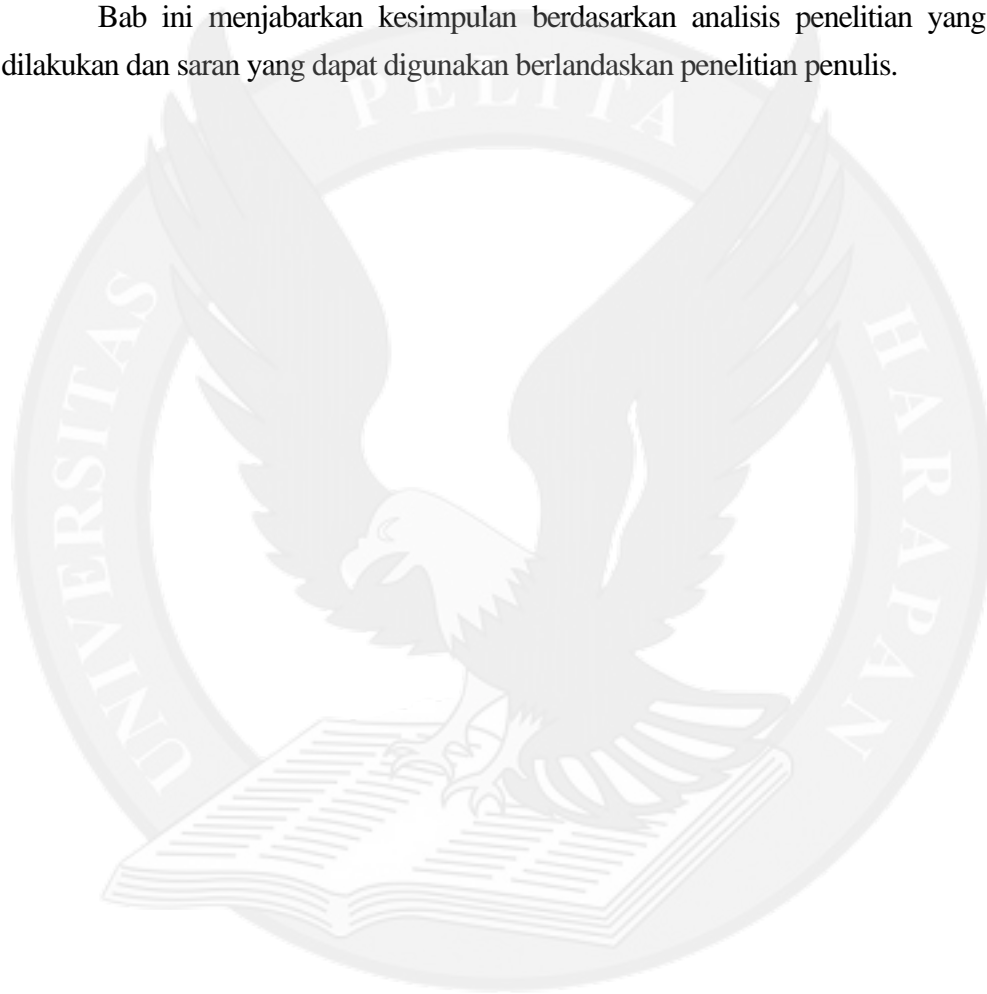 Bab ini menjabarkan kesimpulan berdasarkan analisis penelitian yang
dilakukan dan saran yang dapat digunakan berlandaskan penelitian penulis.
UNIVERSITAS PELITA HARAPAN